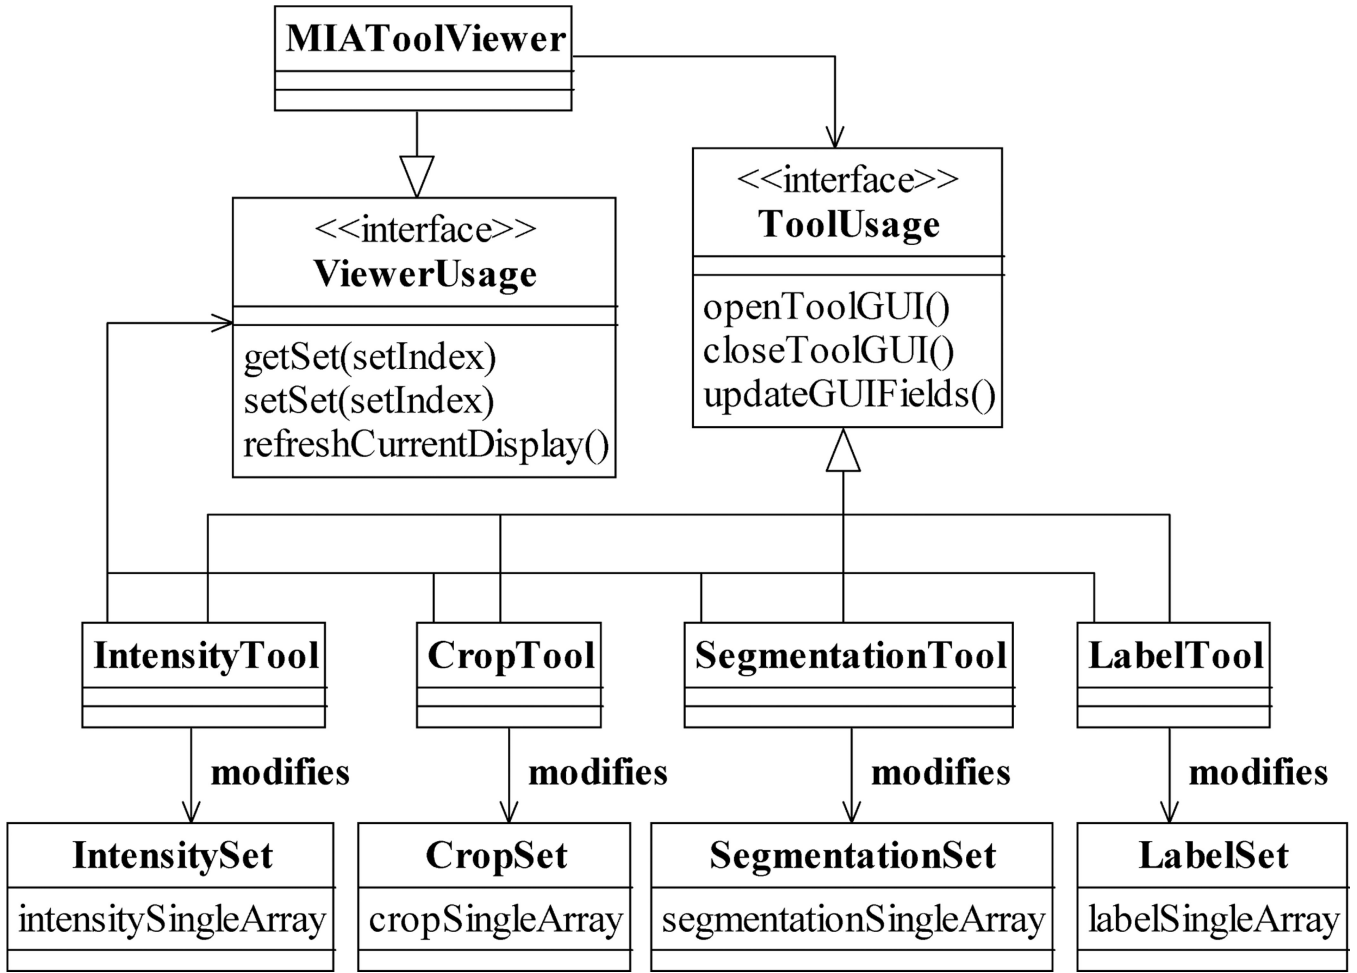 MIAToolViewer
<<interface>>
ToolUsage
openToolGUI()
closeToolGUI()
updateGUIFields()
<<interface>>
ViewerUsage
getSet(setIndex)
setSet(setIndex)
refreshCurrentDisplay()
IntensityTool
CropTool
SegmentationTool
LabelTool
modifies
modifies
modifies
modifies
IntensitySet
intensitySingleArray
CropSet
cropSingleArray
SegmentationSet
segmentationSingleArray
LabelSet
labelSingleArray